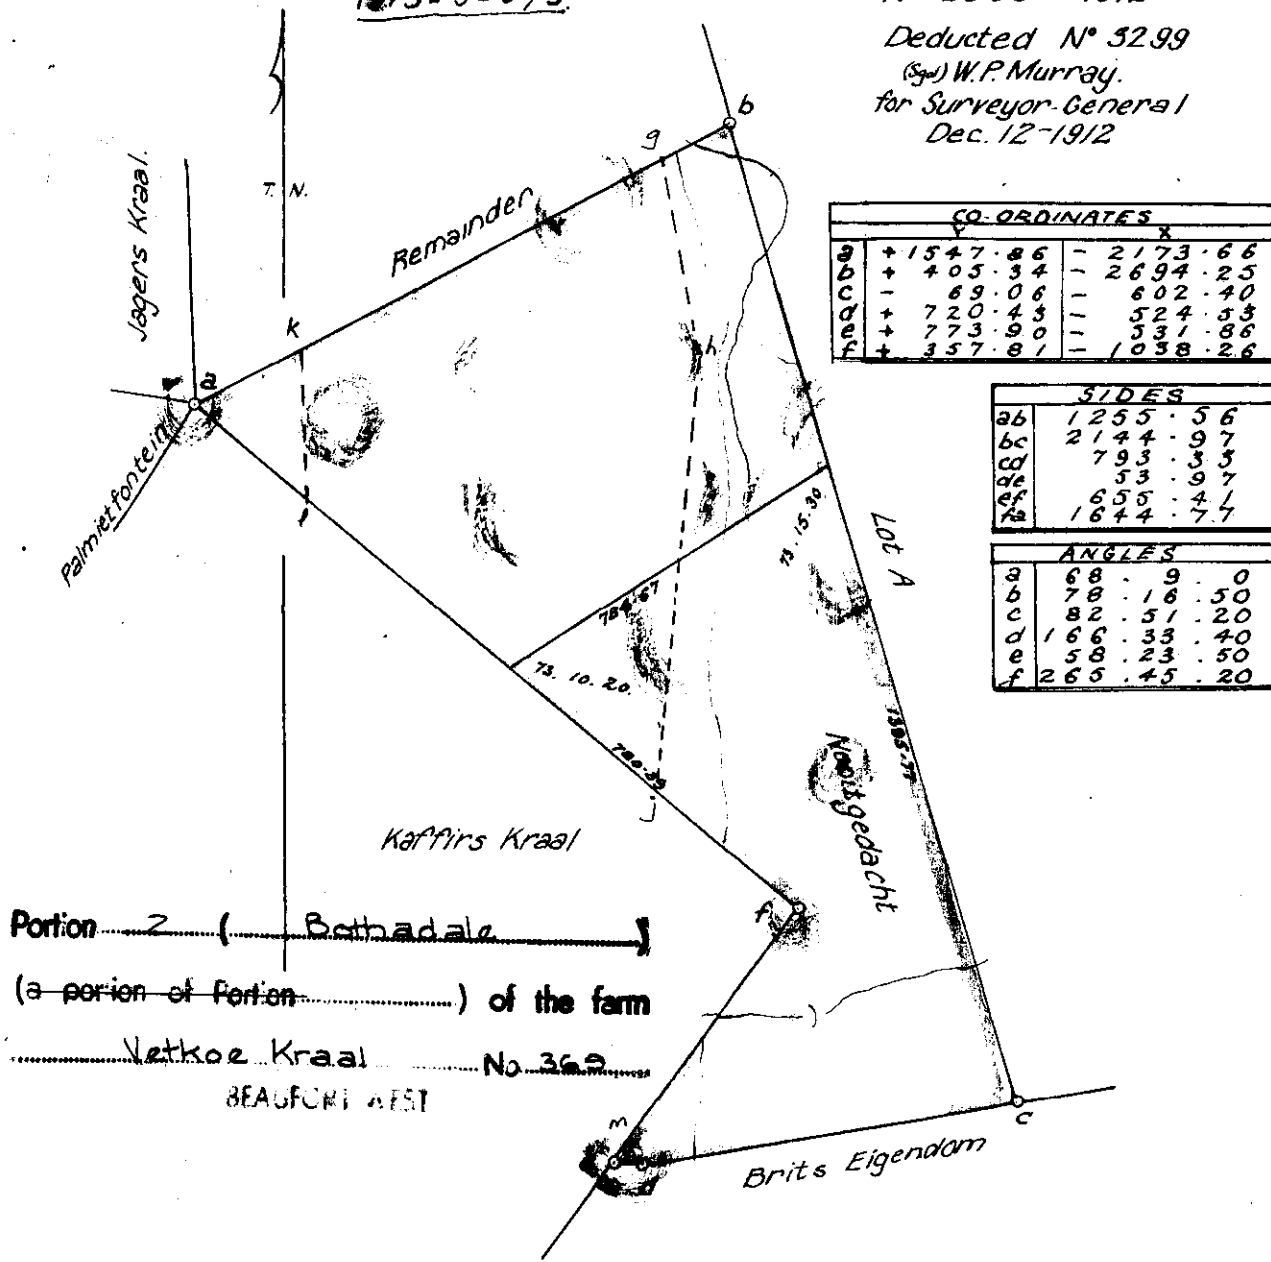 Deducted Nº 3299
(Sgd) W.P. Murray.
for Surveyor-General
Dec. 12-1912
b
g
Jagers Kraal.
T. N.
Remainder
k
h
a
Palmietfontein
CO-ORDINATES
Y X
a + 1547.86 - 2173.66
b + 405.34 - 2694.25
c - 69.06 - 602.40
d + 720.43 - 524.53
e + 773.90 - 531.86
f + 357.81 - 1038.26
SIDES
ab 1255.56
bc 2144.97
cd 793.33
de 53.97
ef 655.41
fa 1644.77
ANGLES
a 68.9.0
b 78.16.50
c 82.51.20
d 166.33.40
e 58.23.50
f 265.45.20
Lot A
73.15.30
784.67
73.10.20
780.39
j
Nooitgedacht
Kaffirs Kraal
f
Portion 2 ( Bothadale )
(a porion of Portion ) of the farm
Vetkoe Kraal No. 369
BEAUFORT WEST
m
c
Brits Eigendom